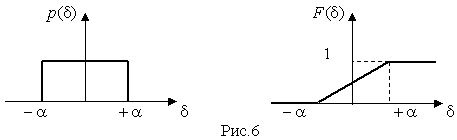 p(δ)
F(δ)
1
– α
+ α
δ
– α
+ α
δ
Рис.6